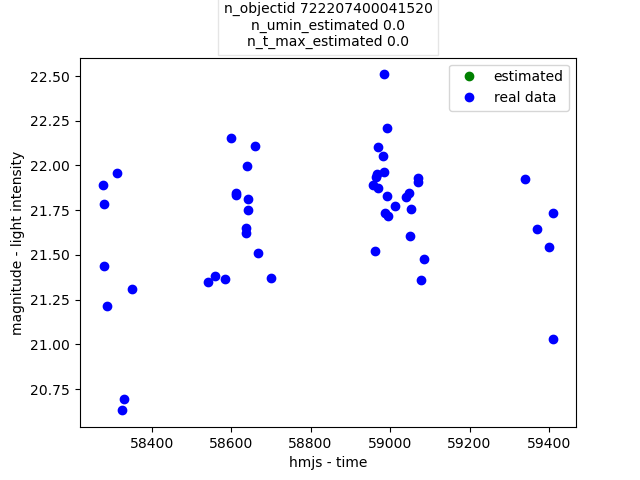 n_objectid 722207400041520
n_umin_estimated 0.0
n_t_max_estimated 0.0
estimated
real data
magnitude - light intensity
22.50
22.25
22.00
21.75
21.50
21.25
21.00
20.75
58400 58600 58800 59000 59200 59400
hmjs - time